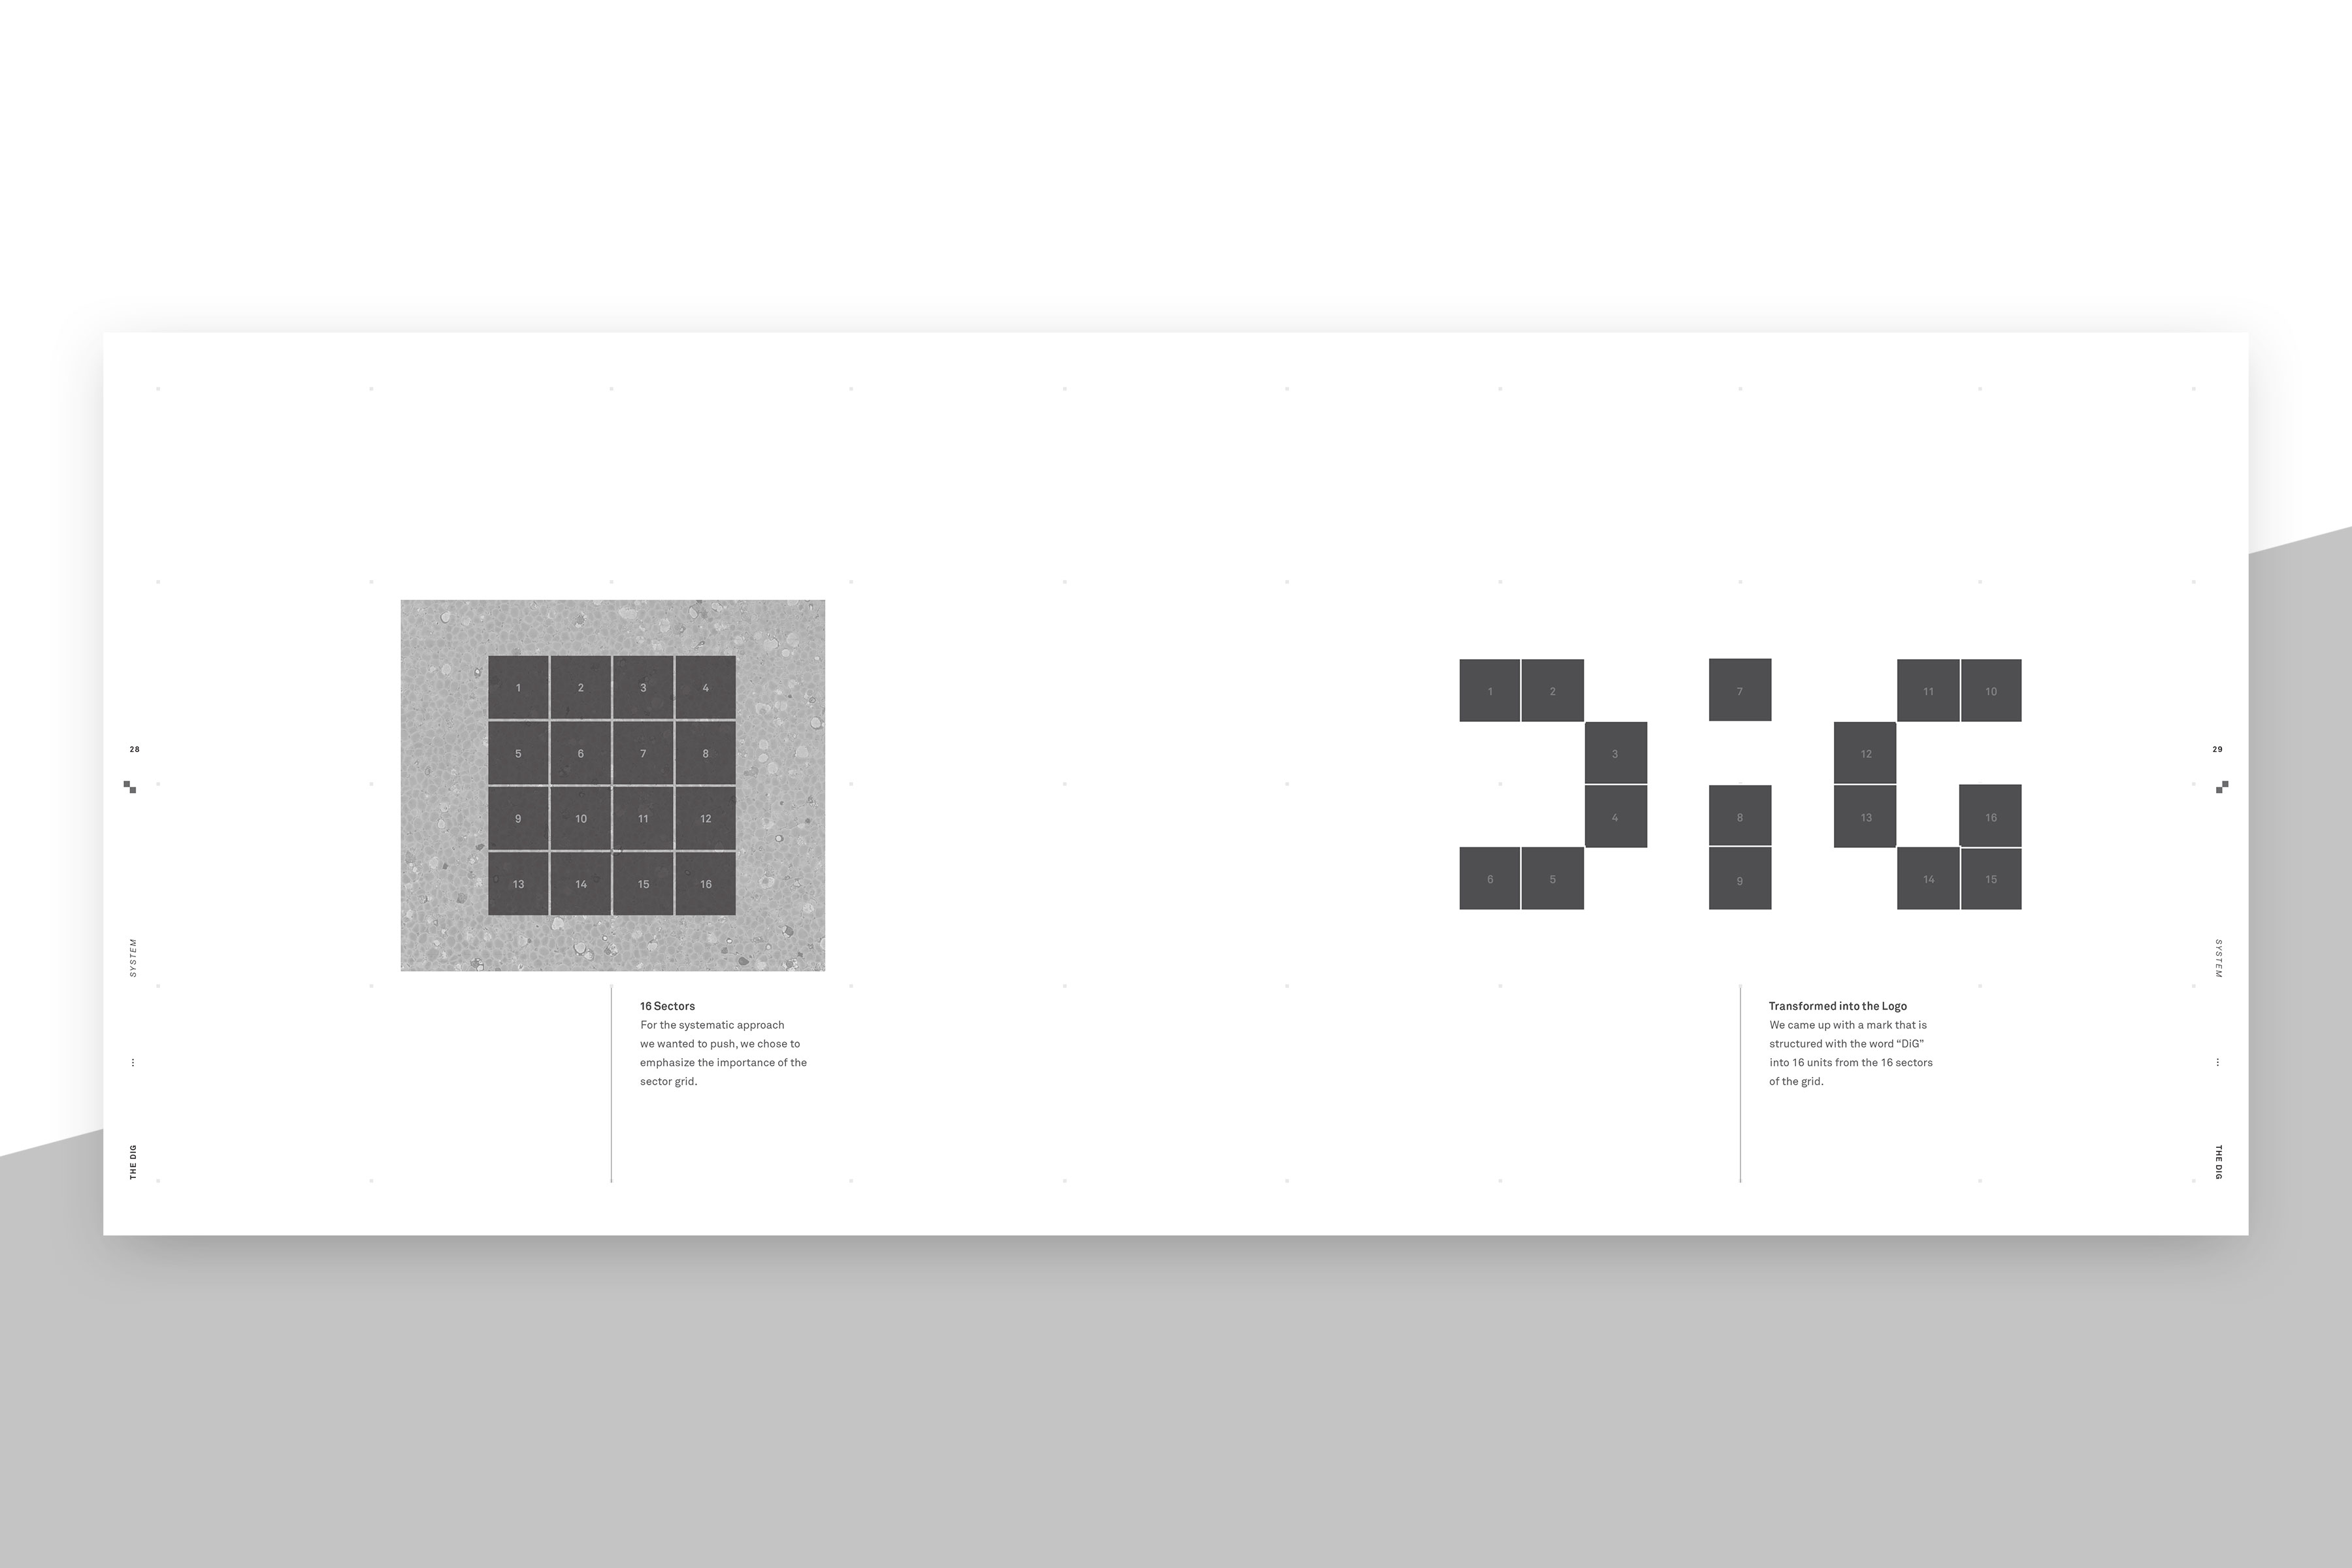 28
SYSTEM
THE DIG
1 2 3 4
5 6 7 8
9 10 11 12
13 14 15 16
16 Sectors
For the systematic approach
we wanted to push, we chose to
emphasize the importance of the
sector grid.
1 2 7 11 10
3 12
4 8 13 16
6 5 9 14 15
Transformed into the Logo
We came up with a mark that is
structured with the word “DiG”
into 16 units from the 16 sectors
of the grid.
29
SYSTEM
THE DIG